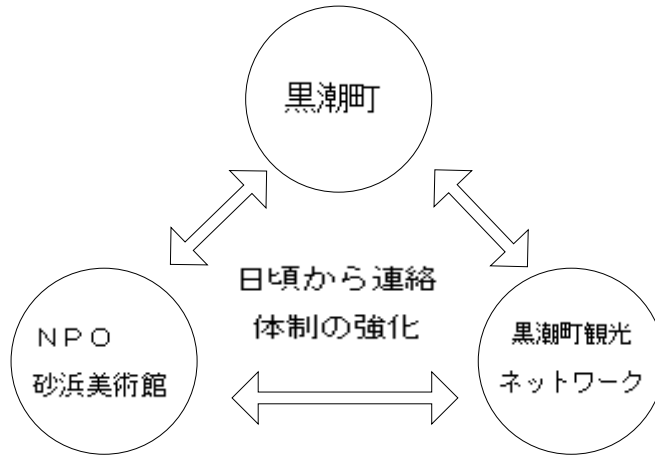 黒潮町
日頃から連絡
体制の強化
ＮＰＯ
砂浜美術館
黒潮町観光
ネットワーク